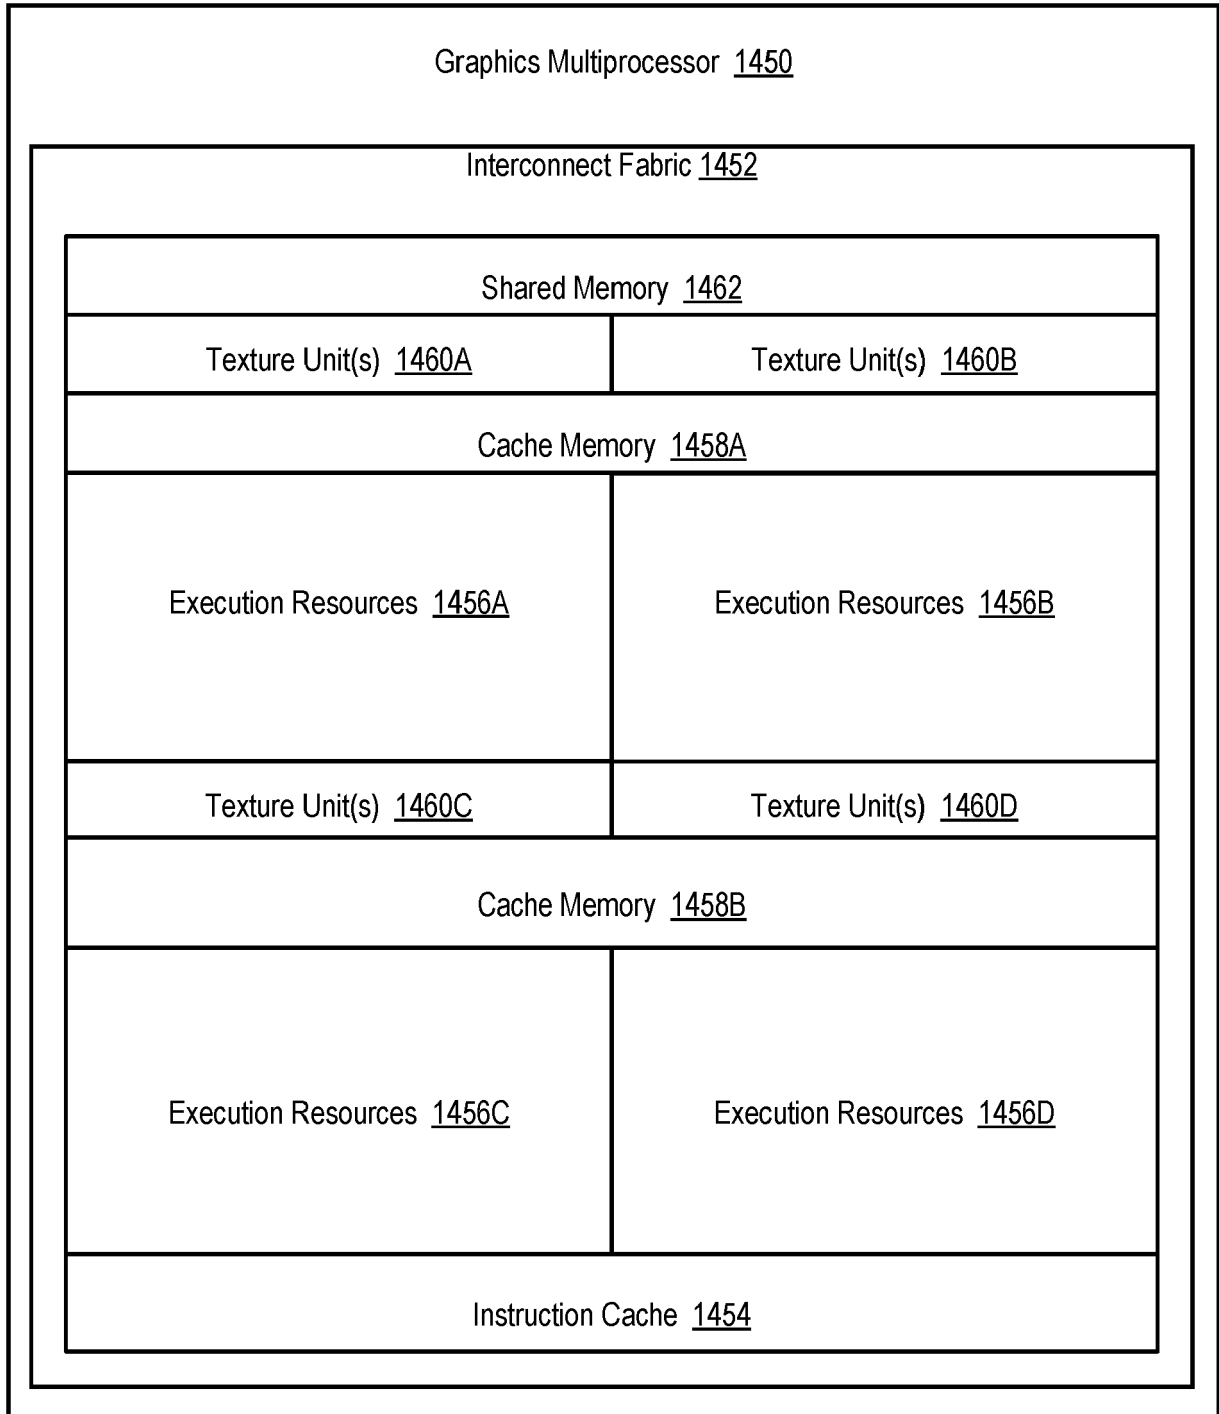 Graphics Multiprocessor 1450
Interconnect Fabric 1452
Shared Memory 1462
Texture Unit(s) 1460A
Texture Unit(s) 1460B
Cache Memory 1458A
Execution Resources 1456A
Execution Resources 1456B
Texture Unit(s) 1460C
Texture Unit(s) 1460D
Cache Memory 1458B
Execution Resources 1456C
Execution Resources 1456D
Instruction Cache 1454